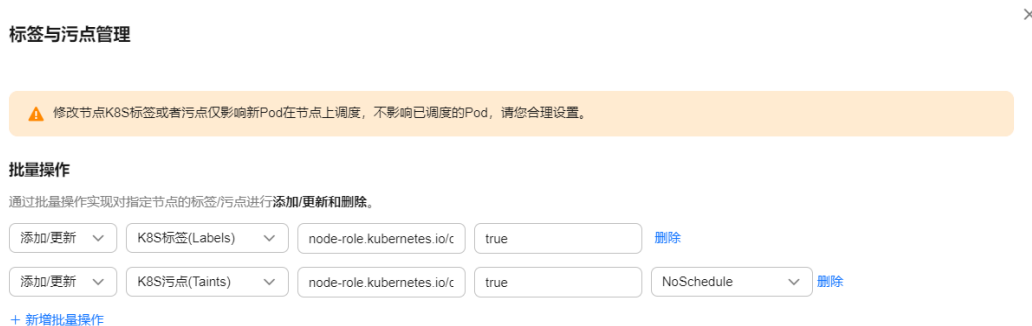 标签与污点管理
修改节点K8S标签或者污点仅影响新Pod在节点上调度，不影响已调度的Pod，请您合理设置。
批量操作
通过批量操作实现对指定节点的标签/污点进行添加/更新和删除。
添加/更新 K8S标签(Labels) node-role.kubernetes.io/c true 删除
添加/更新 K8S污点(Taints) node-role.kubernetes.io/c true NoSchedule 删除
+ 新增批量操作